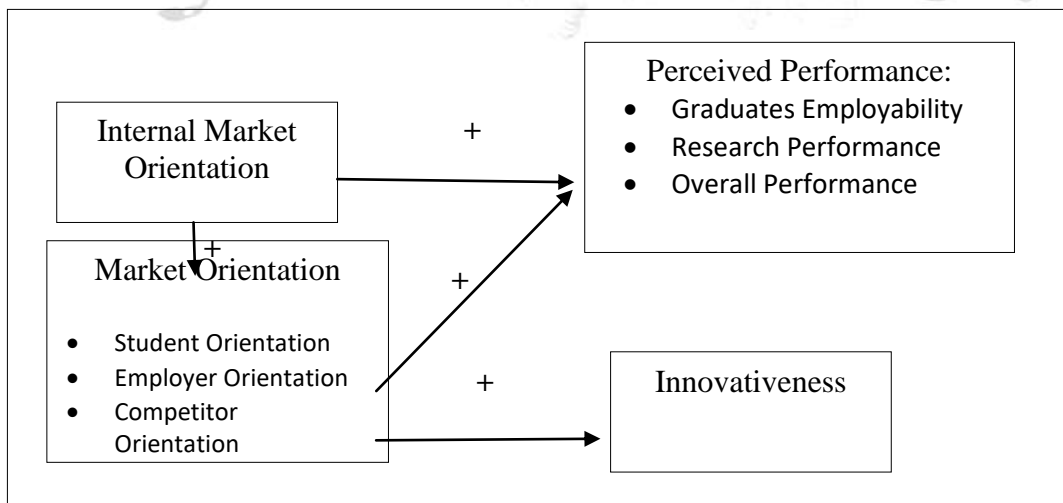 Internal Market
Orientation
+
Perceived Performance:
• Graduates Employability
• Research Performance
• Overall Performance
+
Market Orientation
• Student Orientation
• Employer Orientation
• Competitor
Orientation
+
+
Innovativeness